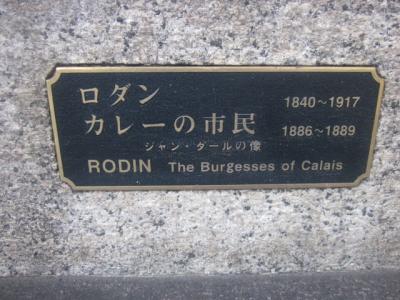 ロダン 1840~1917
カレーの市民 1886~1889
ジャン・ダールの像
RODIN The Burgesses of Calais